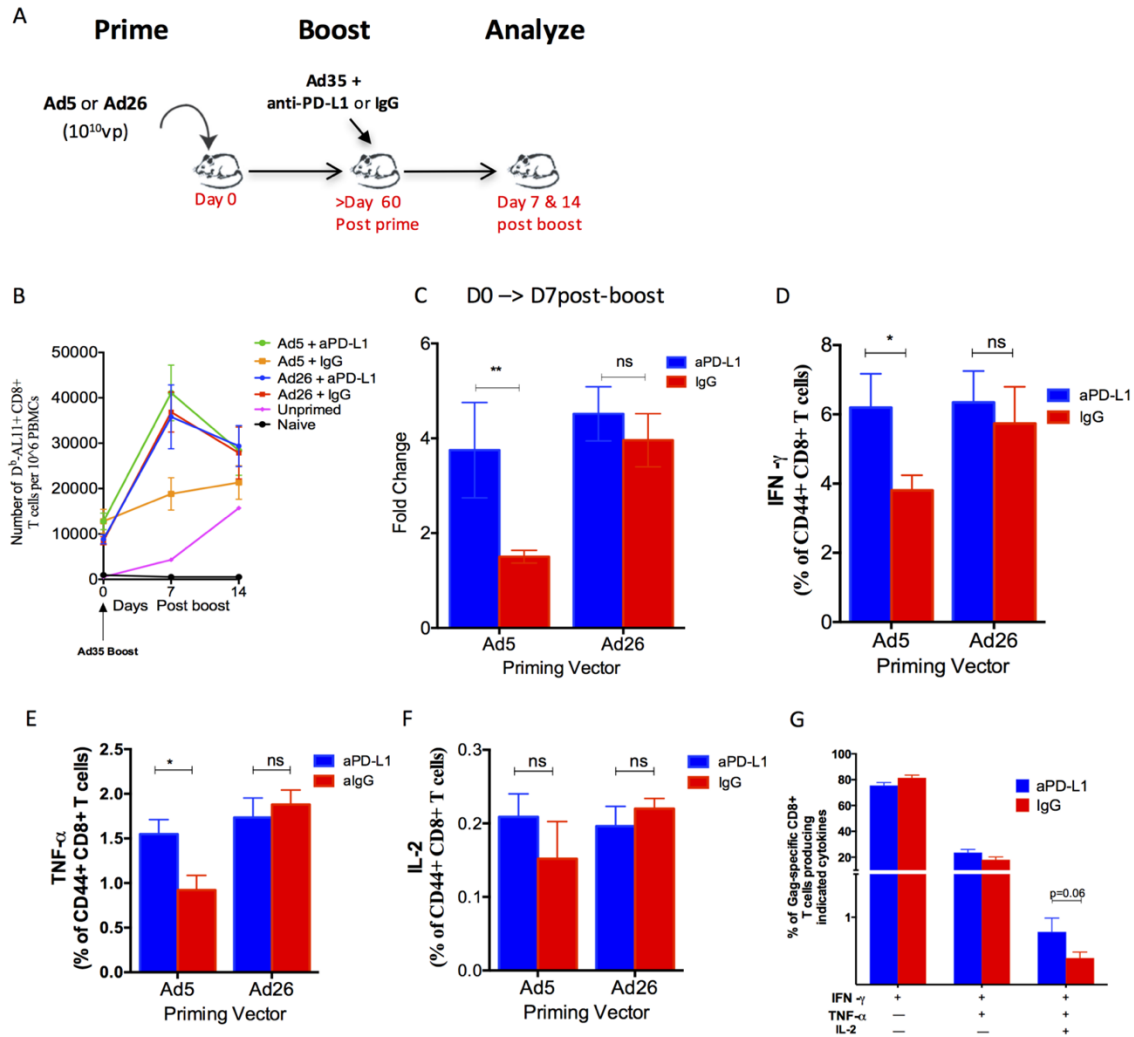 A
Prime
Boost
Analyze
Ad5 or Ad26
(10¹⁰vp)
Ad35 +
anti-PD-L1 or IgG
Day 0
>Day 60
Post prime
Day 7 & 14
post boost
B
Number of Dᵇ-AL11+ CD8+
T cells per 10^6 PBMCs
50000
40000
30000
20000
10000
0
0
7
14
Days Post boost
Ad35 Boost
Ad5 + aPD-L1
Ad5 + IgG
Ad26 + aPD-L1
Ad26 + IgG
Unprimed
Naive
C
D0 –> D7post-boost
Fold Change
6
4
2
0
**
ns
aPD-L1
IgG
Ad5
Ad26
Priming Vector
D
IFN -γ
(% of CD44+ CD8+ T cells)
8
6
4
2
0
*
ns
aPD-L1
IgG
Ad5
Ad26
Priming Vector
E
TNF-α
(% of CD44+ CD8+ T cells)
2.5
2.0
1.5
1.0
0.5
0.0
*
ns
aPD-L1
aIgG
Ad5
Ad26
Priming Vector
F
IL-2
(% of CD44+ CD8+ T cells)
0.3
0.2
0.1
0.0
ns
ns
aPD-L1
IgG
Ad5
Ad26
Priming Vector
G
% of Gag-specific CD8+
T cells producing
indicated cytokines
100
80
60
40
20
1
p=0.06
aPD-L1
IgG
IFN -γ + + +
TNF-α — + +
IL-2 — — +